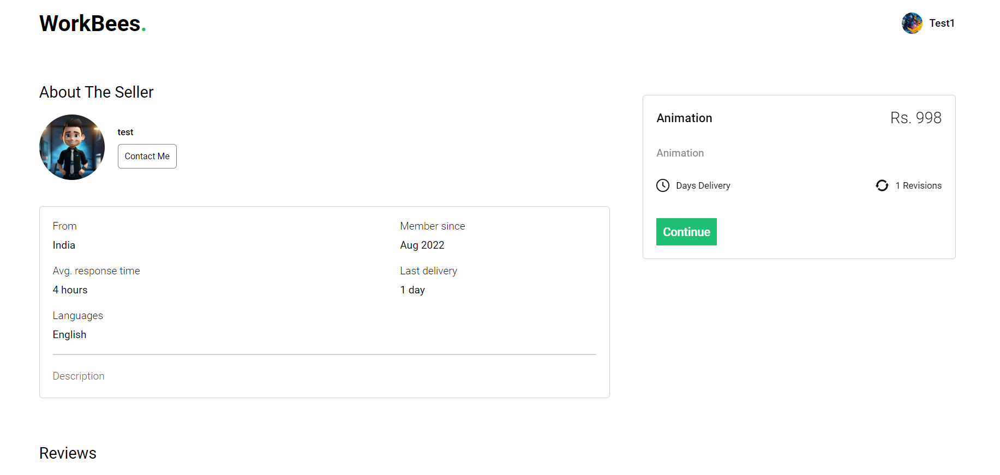 WorkBees.
Test1
About The Seller
test
Contact Me
From
India
Member since
Aug 2022
Avg. response time
4 hours
Last delivery
1 day
Languages
English
Description
Animation
Rs. 998
Animation
Days Delivery
1 Revisions
Continue
Reviews